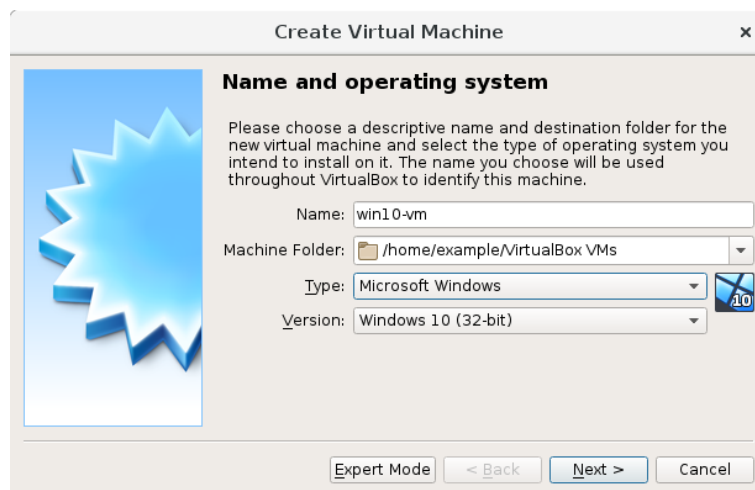 Create Virtual Machine
×
Name and operating system
Please choose a descriptive name and destination folder for the
new virtual machine and select the type of operating system you
intend to install on it. The name you choose will be used
throughout VirtualBox to identify this machine.
Name: win10-vm
Machine Folder: /home/example/VirtualBox VMs
Type: Microsoft Windows
10
Version: Windows 10 (32-bit)
Expert Mode < Back Next > Cancel